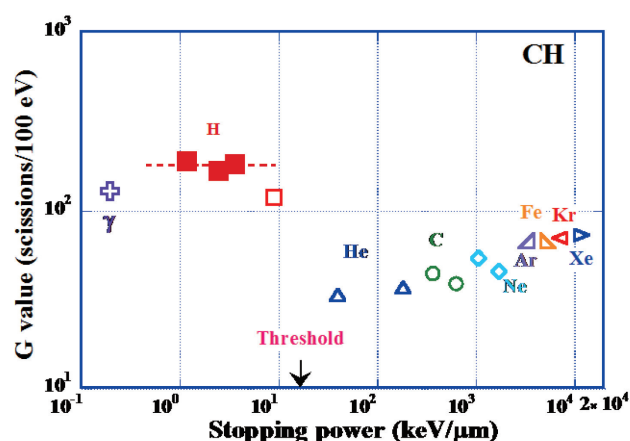 10³
CH
G value (scissions/100 eV)
H
γ
10²
Fe
Kr
C
He
Ar
Xe
Ne
Threshold
10¹
10⁻¹ 10⁰ 10¹ 10² 10³ 10⁴ 2× 10⁴
Stopping power (keV/μm)